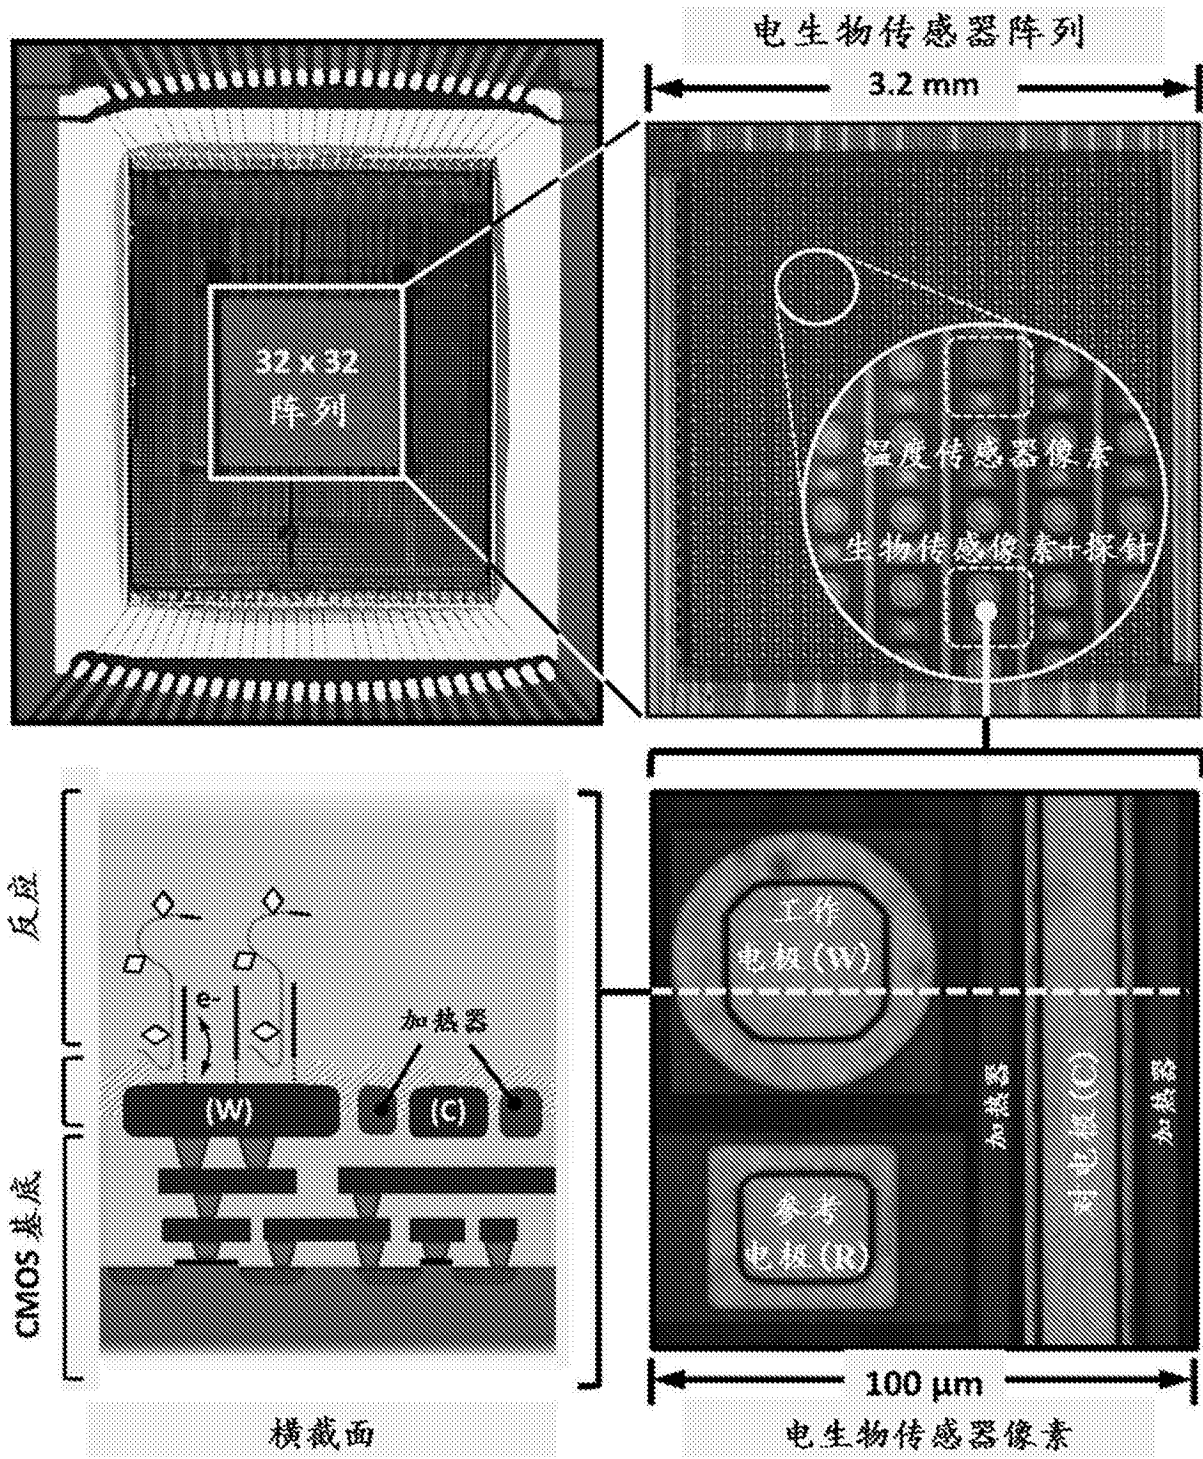 电生物传感器阵列
3.2 mm
32 x 32
阵列
温度传感器像素
生物传感像素+探针
反应
CMOS 基底
e-
加热器
(W)
(C)
横截面
工作
电极(W)
参考
电极(R)
加热器
对电极(C)
加热器
100 μm
电生物传感器像素